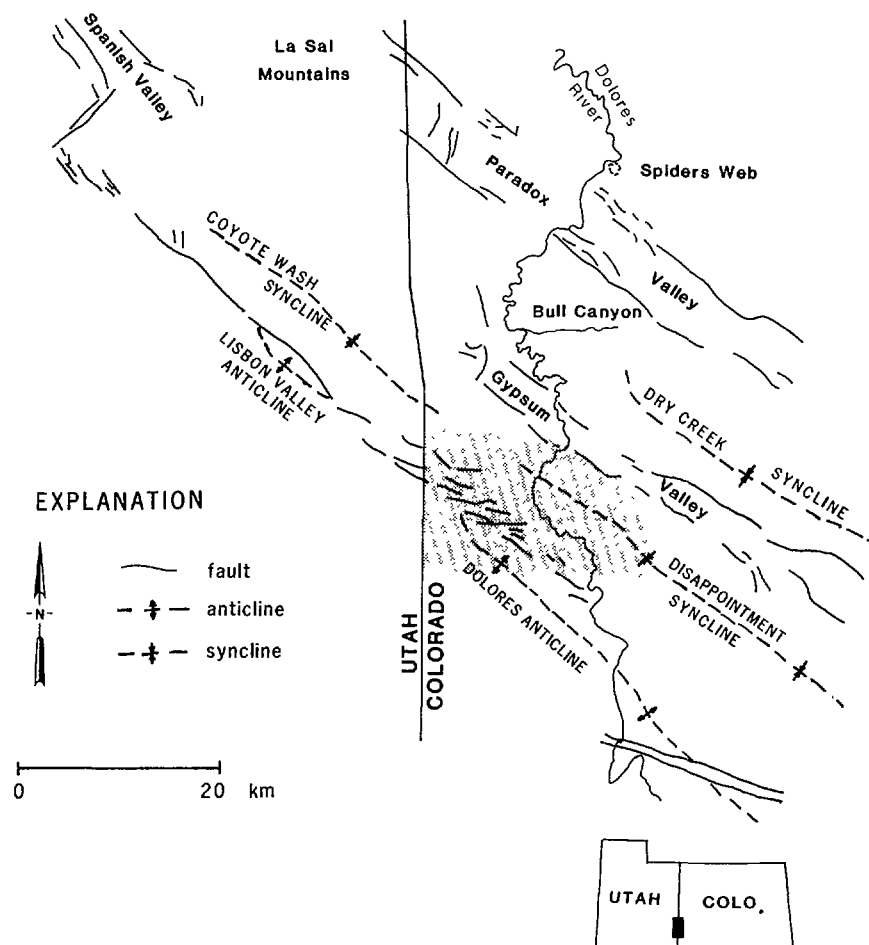 Spanish Valley
La Sal
Mountains
Dolores
River
Spiders Web
Paradox
Valley
COYOTE WASH
SYNCLINE
Bull Canyon
LISBON VALLEY
ANTICLINE
Gypsum
Valley
DRY CREEK
SYNCLINE
EXPLANATION
N
fault
anticline
syncline
DOLORES ANTICLINE
DISAPPOINTMENT
SYNCLINE
UTAH
COLORADO
0 20 km
UTAH COLO.